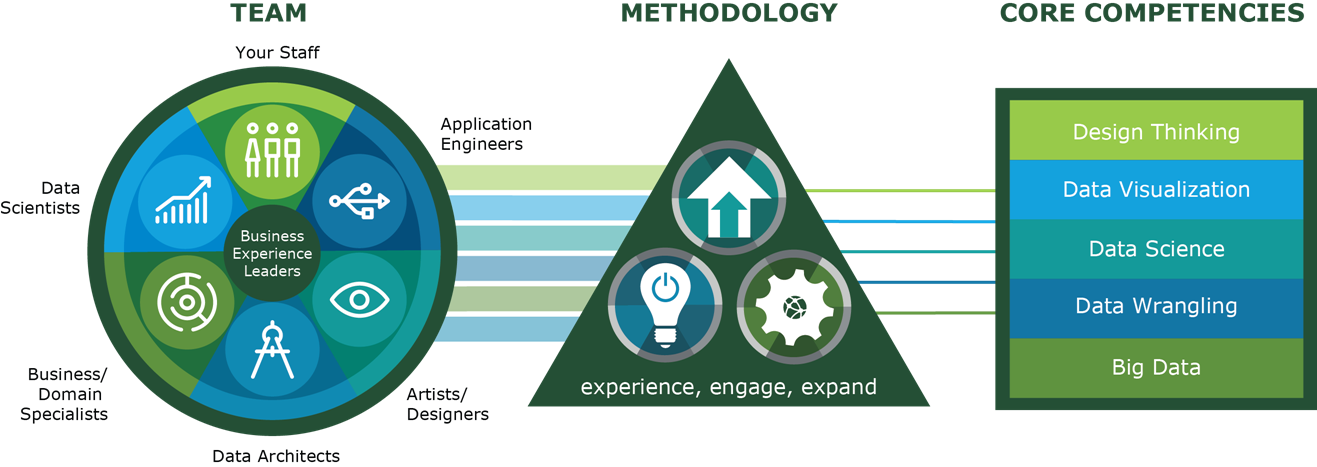 TEAM
METHODOLOGY
CORE COMPETENCIES
Your Staff
Application
Engineers
Data
Scientists
Business
Experience
Leaders
Business/
Domain
Specialists
Artists/
Designers
Data Architects
experience, engage, expand
Design Thinking
Data Visualization
Data Science
Data Wrangling
Big Data